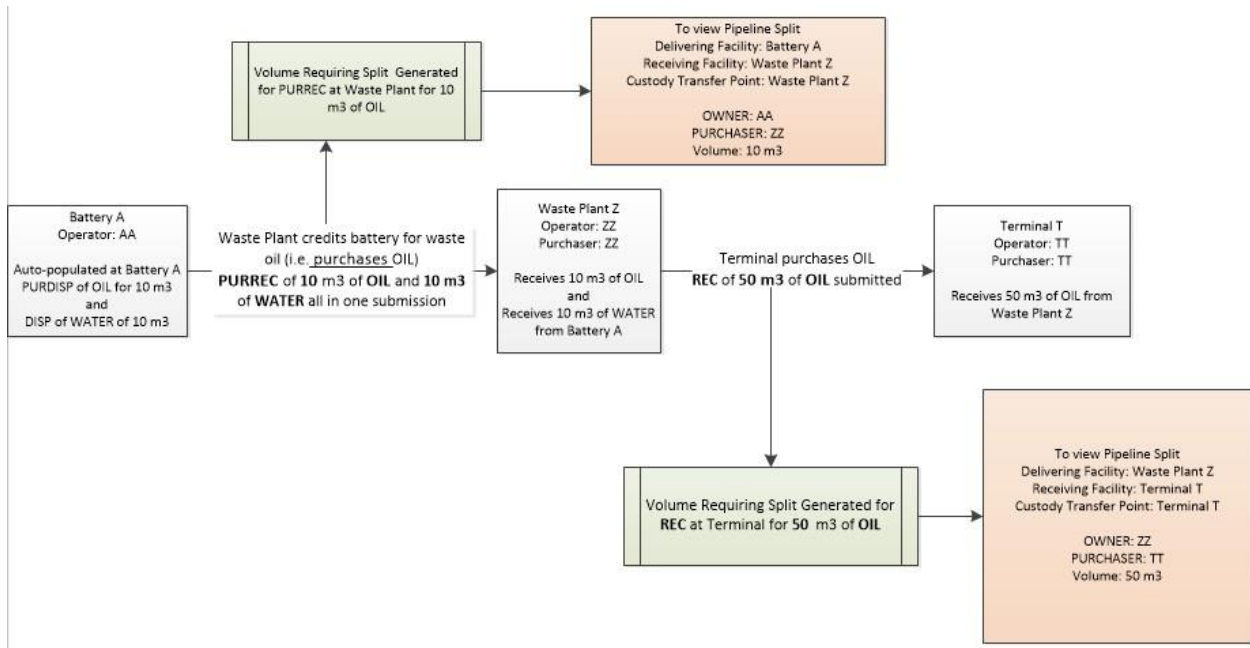 Volume Requiring Split Generated
for PURREC at Waste Plant for 10
m3 of OIL
To view Pipeline Split
Delivering Facility: Battery A
Receiving Facility: Waste Plant Z
Custody Transfer Point: Waste Plant Z
OWNER: AA
PURCHASER: ZZ
Volume: 10 m3
Battery A
Operator: AA
Auto-populated at Battery A
PURDISP of OIL for 10 m3
and
DISP of WATER of 10 m3
Waste Plant credits battery for waste
oil (i.e. purchases OIL)
PURREC of 10 m3 of OIL and 10 m3
of WATER all in one submission
Waste Plant Z
Operator: ZZ
Purchaser: ZZ
Receives 10 m3 of OIL
and
Receives 10 m3 of WATER
from Battery A
Terminal purchases OIL
REC of 50 m3 of OIL submitted
Terminal T
Operator: TT
Purchaser: TT
Receives 50 m3 of OIL from
Waste Plant Z
Volume Requiring Split Generated for
REC at Terminal for 50 m3 of OIL
To view Pipeline Split
Delivering Facility: Waste Plant Z
Receiving Facility: Terminal T
Custody Transfer Point: Terminal T
OWNER: ZZ
PURCHASER: TT
Volume: 50 m3